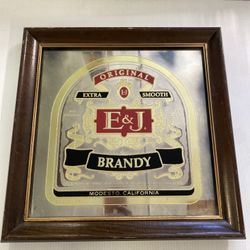 ORIGINAL
EXTRA SMOOTH
E&J
BRANDY
MODESTO, CALIFORNIA